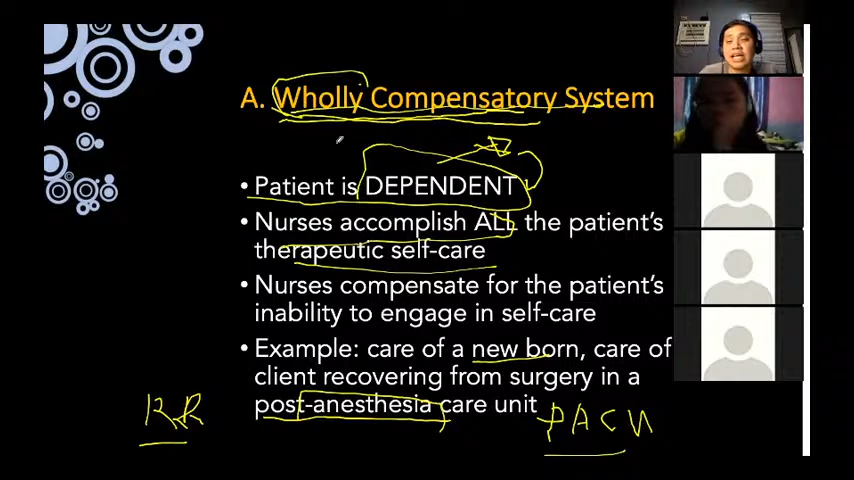 A. Wholly Compensatory System
• Patient is DEPENDENT
• Nurses accomplish ALL the patient's
therapeutic self-care
• Nurses compensate for the patient's
inability to engage in self-care
• Example: care of a new born, care of
client recovering from surgery in a
post-anesthesia care unit
RR
PACU